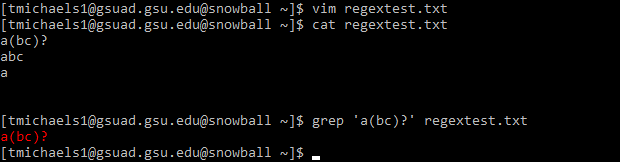 [tmichaels1@gsuad.gsu.edu@snowball ~]$ vim regextest.txt
[tmichaels1@gsuad.gsu.edu@snowball ~]$ cat regextest.txt
a(bc)?
abc
a
[tmichaels1@gsuad.gsu.edu@snowball ~]$ grep 'a(bc)?' regextest.txt
a(bc)?
[tmichaels1@gsuad.gsu.edu@snowball ~]$